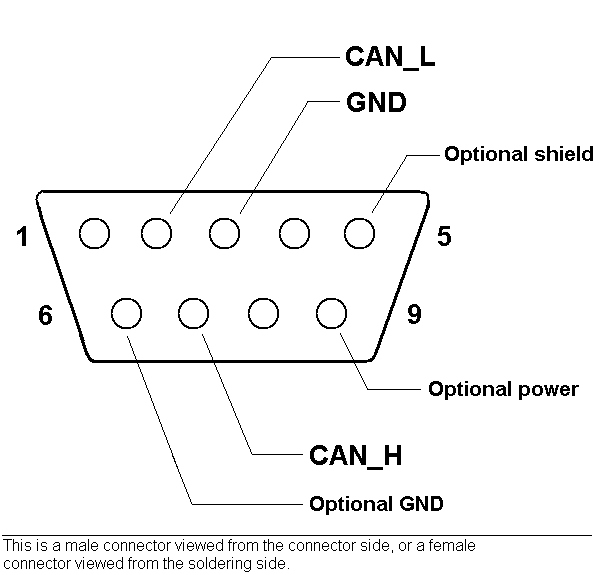 CAN_L
GND
Optional shield
1
5
6
9
Optional power
CAN_H
Optional GND
This is a male connector viewed from the connector side, or a female
connector viewed from the soldering side.